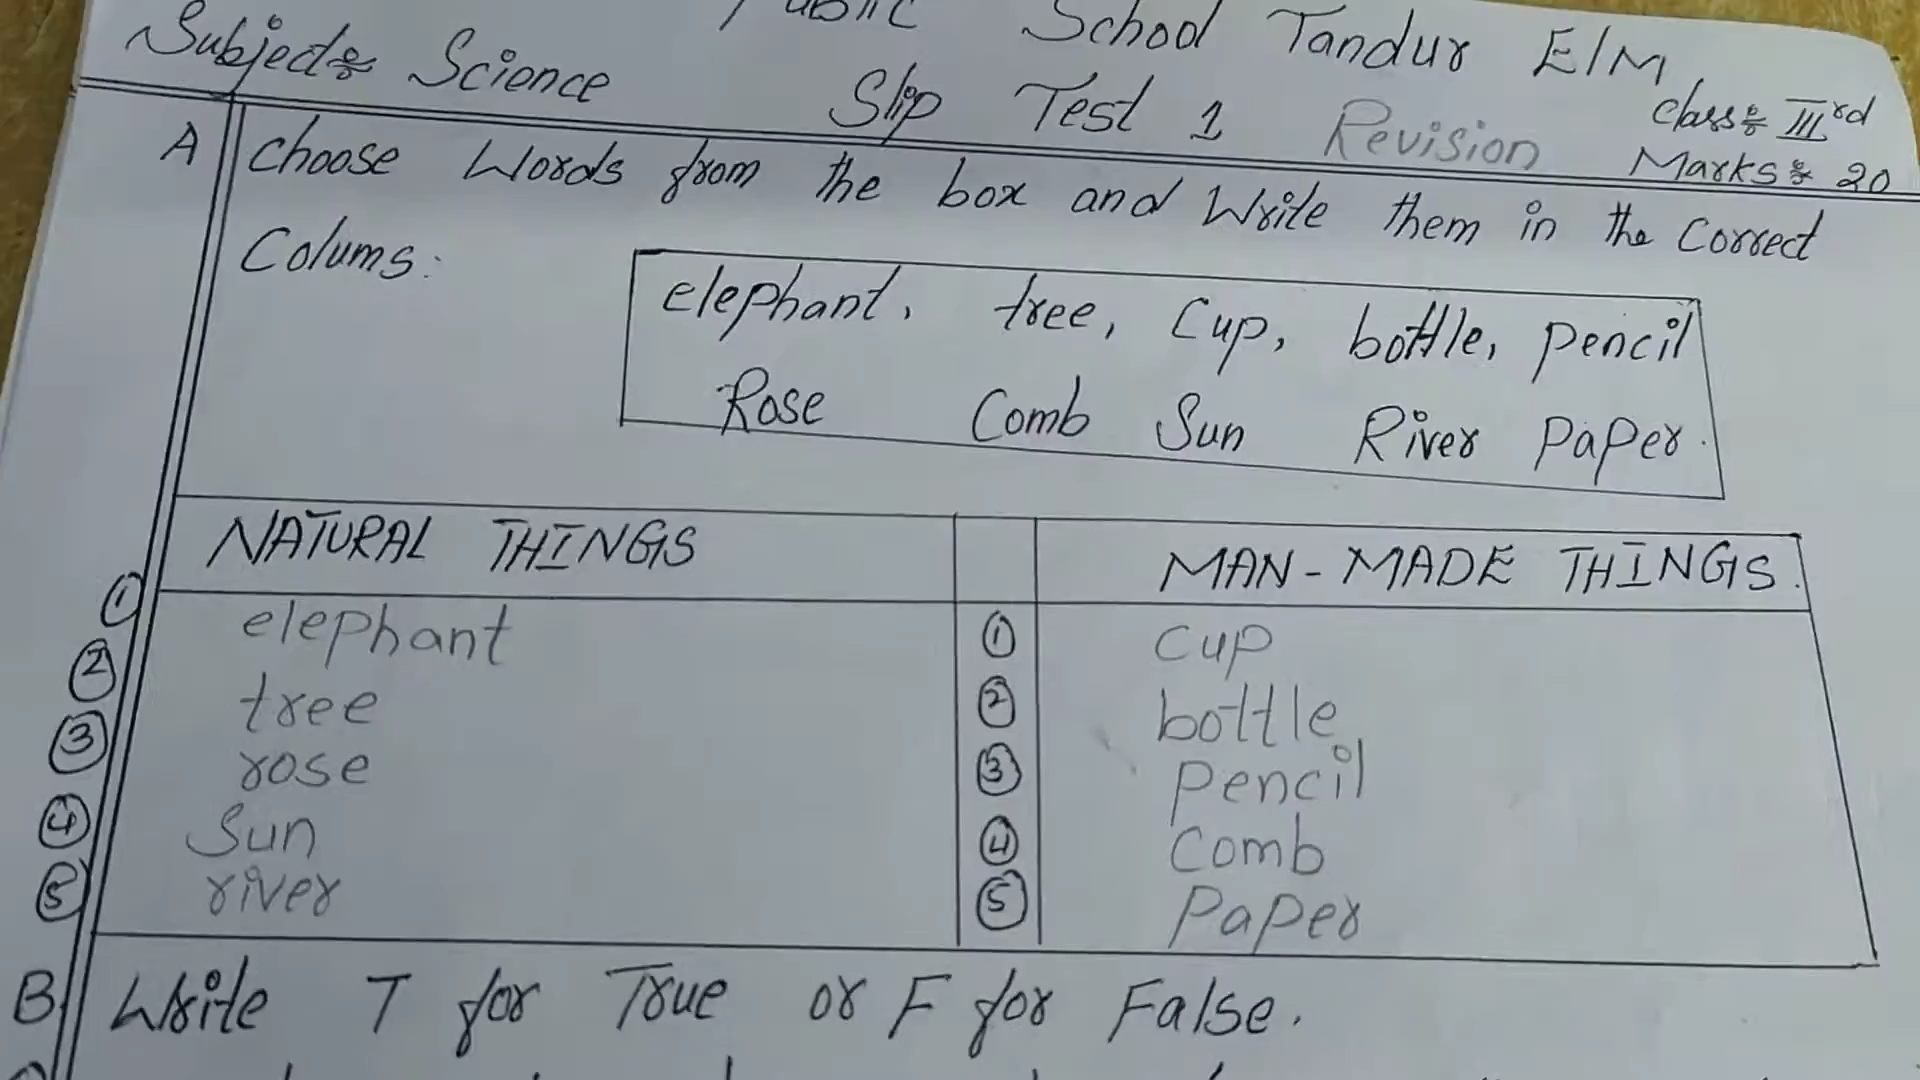 Public School Tandur E/M
Subject: Science Slip Test 1 Revision Class: IIIrd
Marks: 20
A Choose Words from the box and Write them in the Correct
Colums:
elephant, tree, Cup, bottle, pencil
Rose Comb Sun River Paper.
NATURAL THINGS MAN-MADE THINGS.
1 elephant 1 Cup
2 tree 2 bottle
3 rose 3 Pencil
4 Sun 4 Comb
5 river 5 Paper
B Write T for True or F for False.